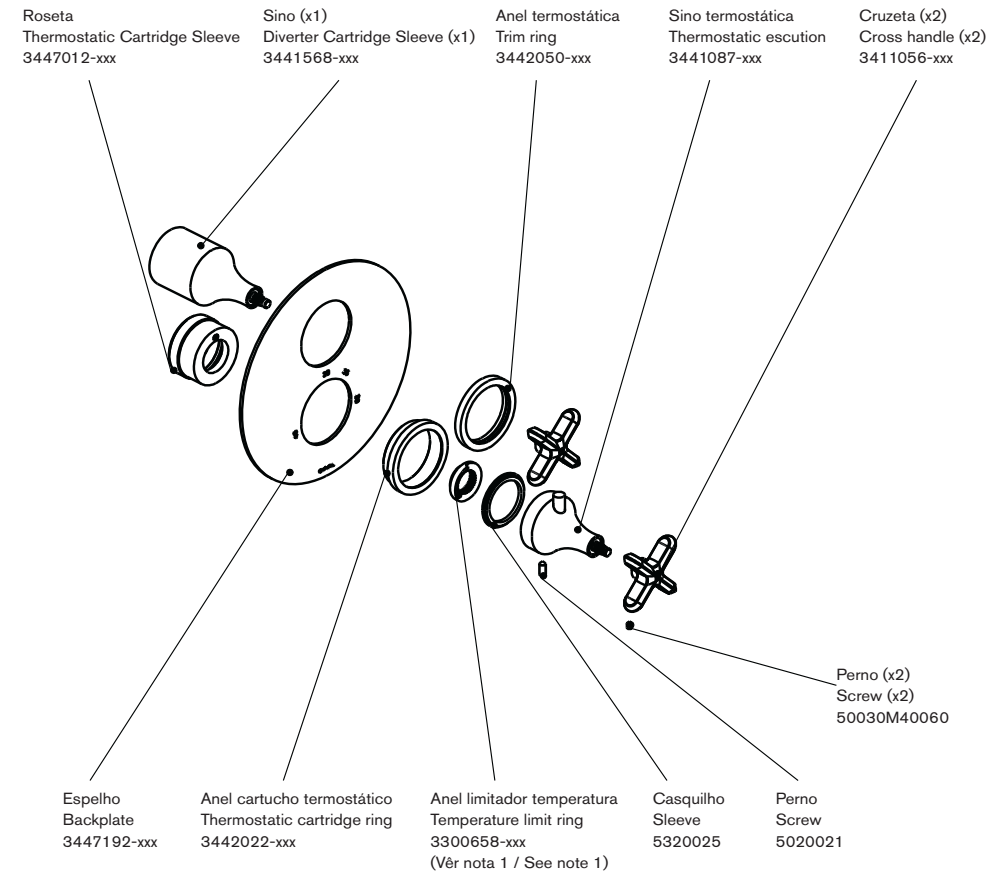 Roseta
Thermostatic Cartridge Sleeve
3447012-xxx
Sino (x1)
Diverter Cartridge Sleeve (x1)
3441568-xxx
Anel termostática
Trim ring
3442050-xxx
Sino termostática
Thermostatic escution
3441087-xxx
Cruzeta (x2)
Cross handle (x2)
3411056-xxx
Perno (x2)
Screw (x2)
50030M40060
Espelho
Backplate
3447192-xxx
Anel cartucho termostático
Thermostatic cartridge ring
3442022-xxx
Anel limitador temperatura
Temperature limit ring
3300658-xxx
(Vêr nota 1 / See note 1)
Casquilho
Sleeve
5320025
Perno
Screw
5020021